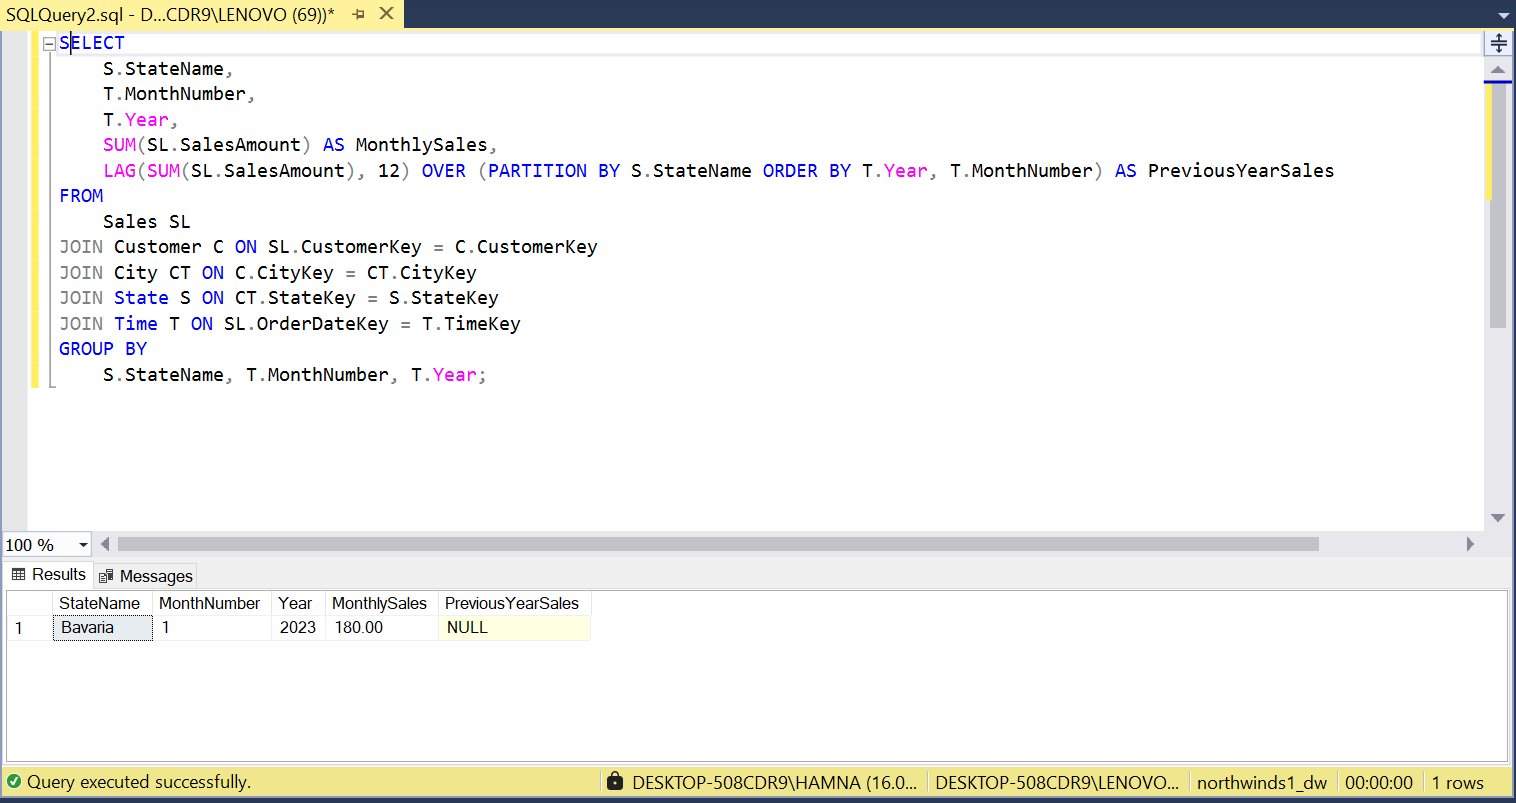 SQLQuery2.sql - D...CDR9\LENOVO (69))*
SELECT
S.StateName,
T.MonthNumber,
T.Year,
SUM(SL.SalesAmount) AS MonthlySales,
LAG(SUM(SL.SalesAmount), 12) OVER (PARTITION BY S.StateName ORDER BY T.Year, T.MonthNumber) AS PreviousYearSales
FROM
Sales SL
JOIN Customer C ON SL.CustomerKey = C.CustomerKey
JOIN City CT ON C.CityKey = CT.CityKey
JOIN State S ON CT.StateKey = S.StateKey
JOIN Time T ON SL.OrderDateKey = T.TimeKey
GROUP BY
S.StateName, T.MonthNumber, T.Year;
100 %
Results Messages
StateName MonthNumber Year MonthlySales PreviousYearSales
1 Bavaria 1 2023 180.00 NULL
Query executed successfully. DESKTOP-508CDR9\HAMNA (16.0... DESKTOP-508CDR9\LENOVO... northwinds1_dw 00:00:00 1 rows